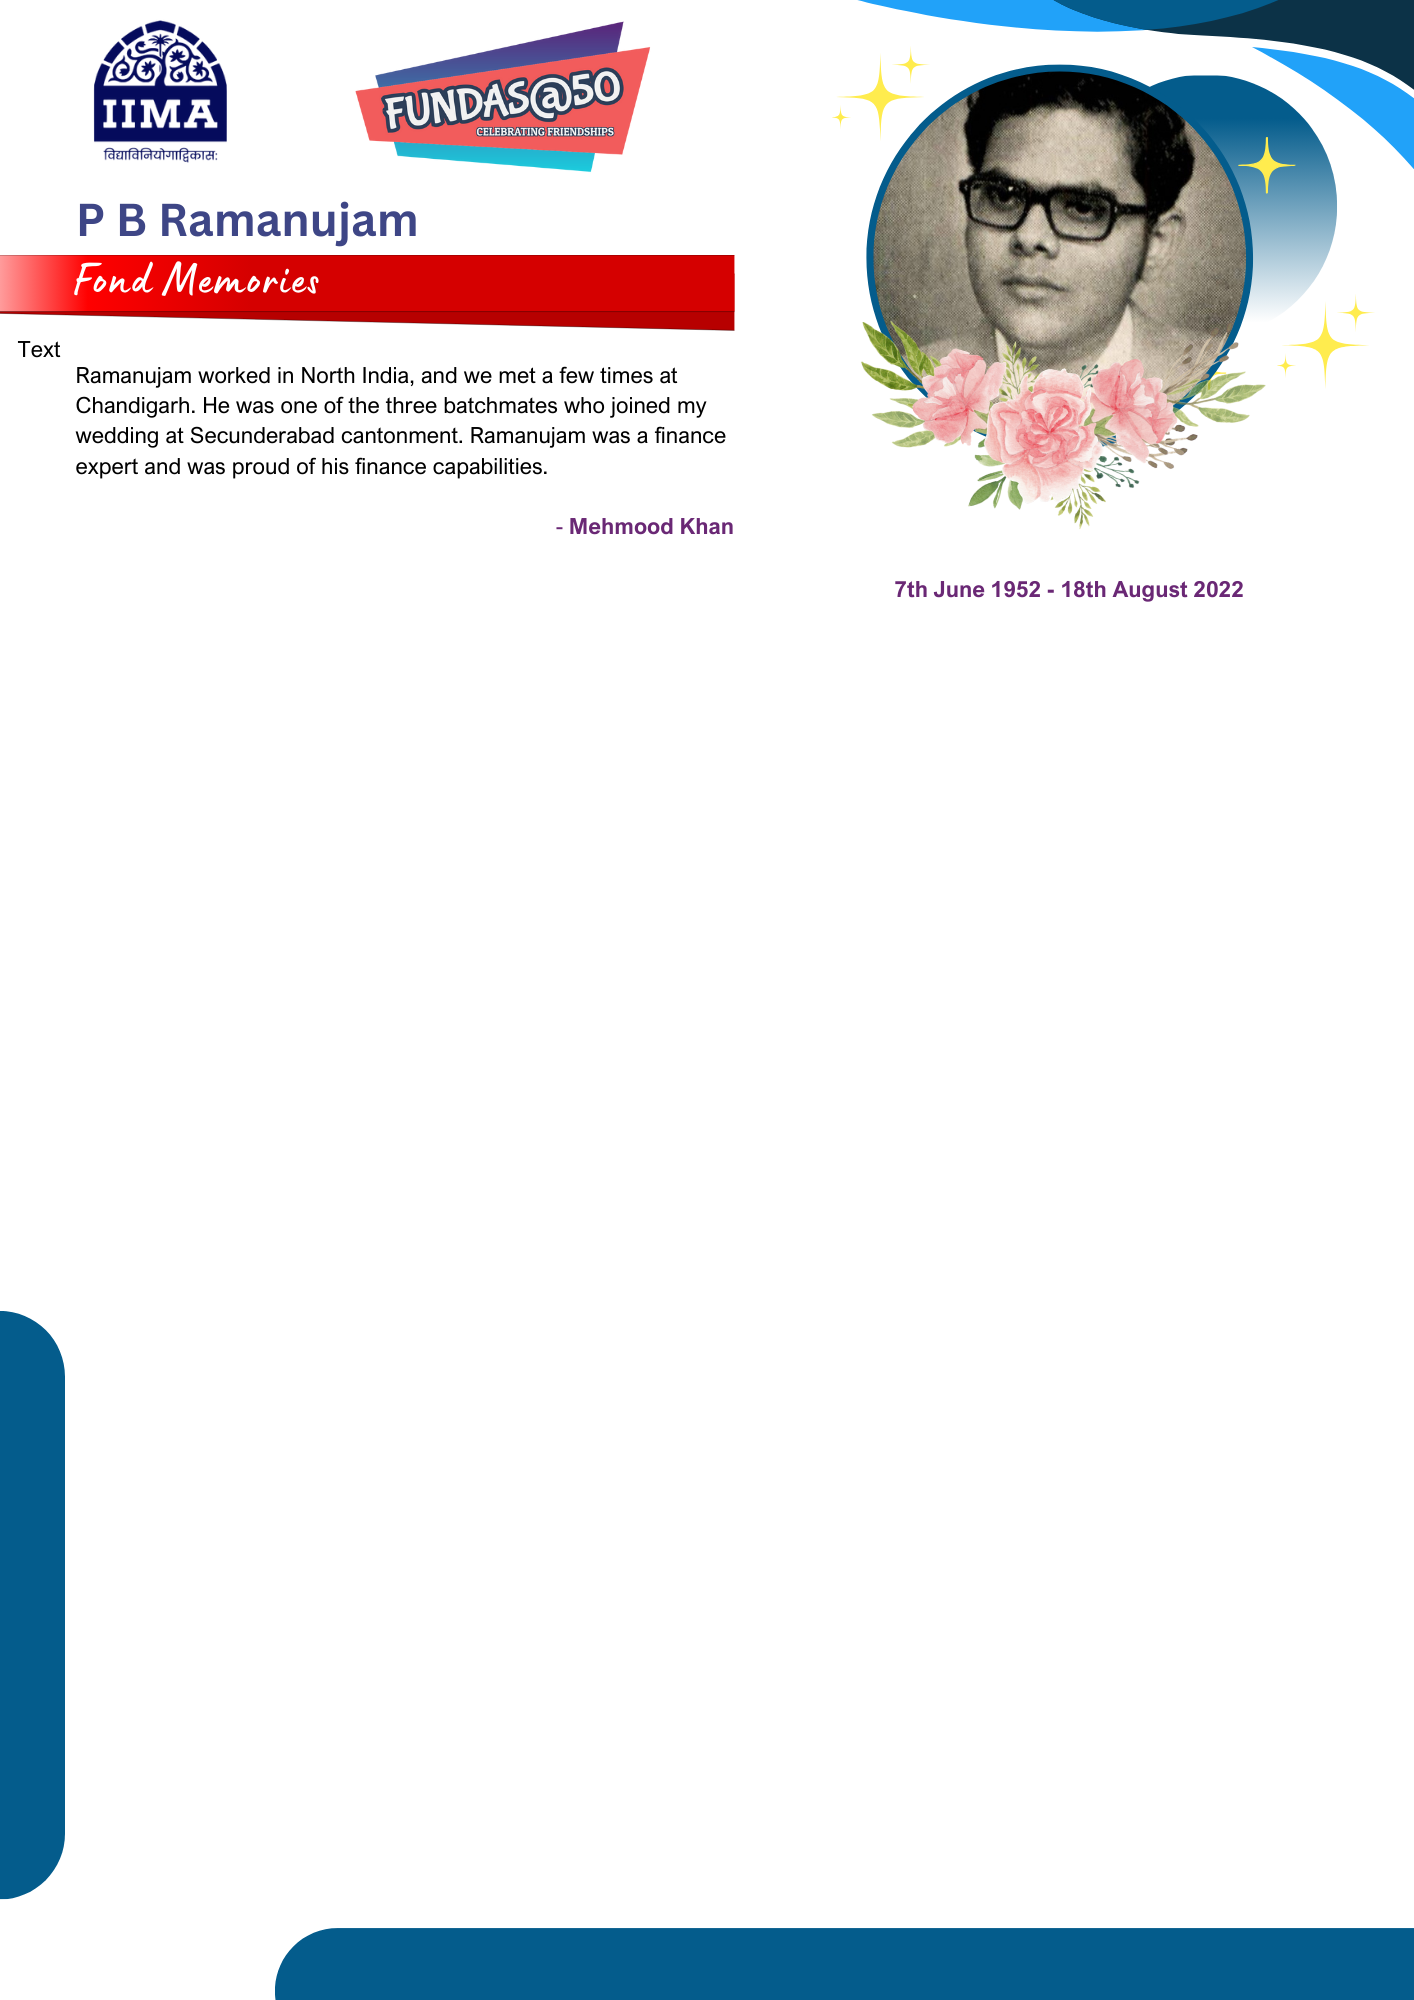 IIMA
विद्याविनियोगाद्विकास:
FUNDAS@50
CELEBRATING FRIENDSHIPS
P B Ramanujam
Fond Memories
Text
Ramanujam worked in North India, and we met a few times at
Chandigarh. He was one of the three batchmates who joined my
wedding at Secunderabad cantonment. Ramanujam was a finance
expert and was proud of his finance capabilities.
- Mehmood Khan
7th June 1952 - 18th August 2022